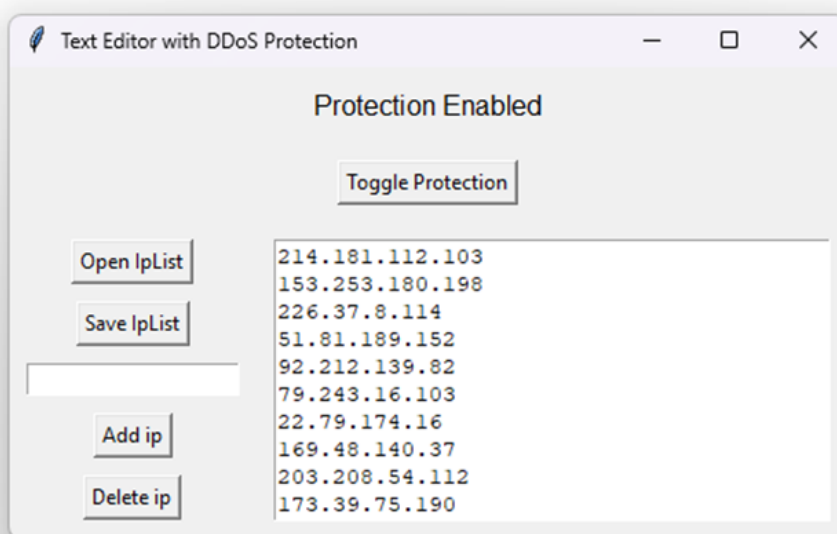 Text Editor with DDoS Protection
Protection Enabled
Toggle Protection
Open IpList
Save IpList
Add ip
Delete ip
214.181.112.103
153.253.180.198
226.37.8.114
51.81.189.152
92.212.139.82
79.243.16.103
22.79.174.16
169.48.140.37
203.208.54.112
173.39.75.190